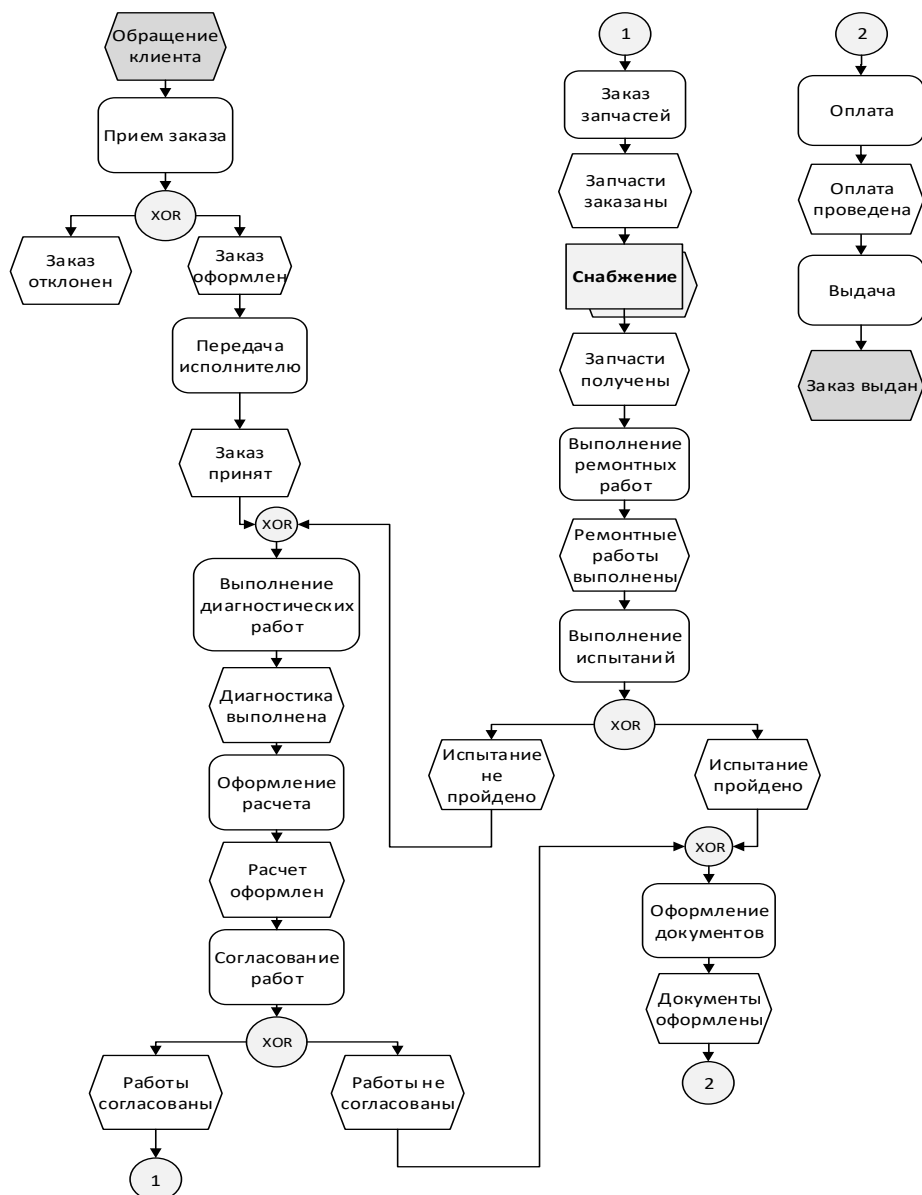 Обращение
клиента
Прием заказа
XOR
Заказ
отклонен
Заказ
оформлен
Передача
исполнителю
Заказ
принят
XOR
Выполнение
диагностических
работ
Диагностика
выполнена
Оформление
расчета
Расчет
оформлен
Согласование
работ
XOR
Работы
согласованы
Работы не
согласованы
1
1
Заказ
запчастей
Запчасти
заказаны
Снабжение
Запчасти
получены
Выполнение
ремонтных
работ
Ремонтные
работы
выполнены
Выполнение
испытаний
XOR
Испытание
не
пройдено
Испытание
пройдено
XOR
Оформление
документов
Документы
оформлены
2
2
Оплата
Оплата
проведена
Выдача
Заказ выдан